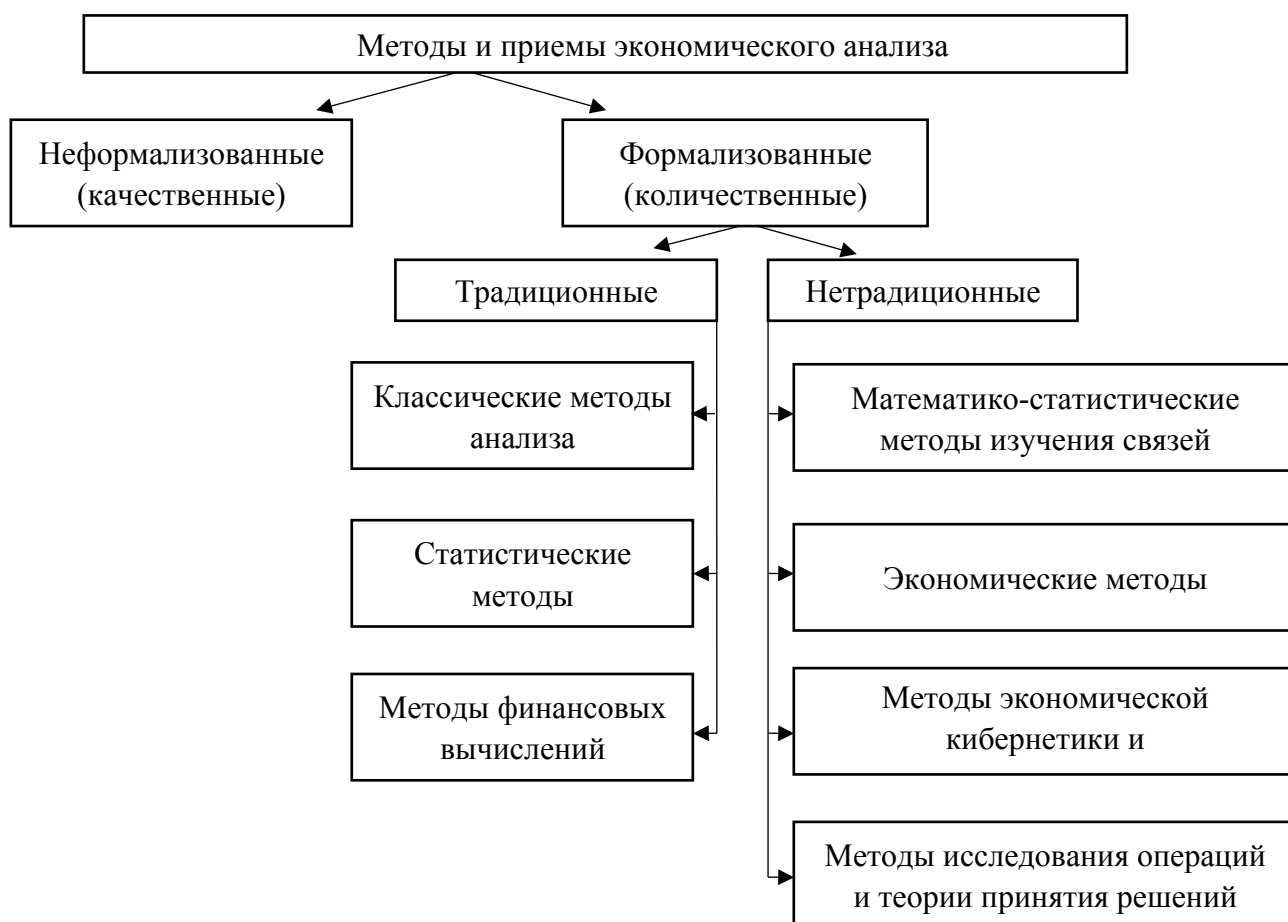 Методы и приемы экономического анализа
Неформализованные
(качественные)
Формализованные
(количественные)
Традиционные
Нетрадиционные
Классические методы
анализа
Математико-статистические
методы изучения связей
Статистические
методы
Экономические методы
Методы финансовых
вычислений
Методы экономической
кибернетики и
Методы исследования операций
и теории принятия решений